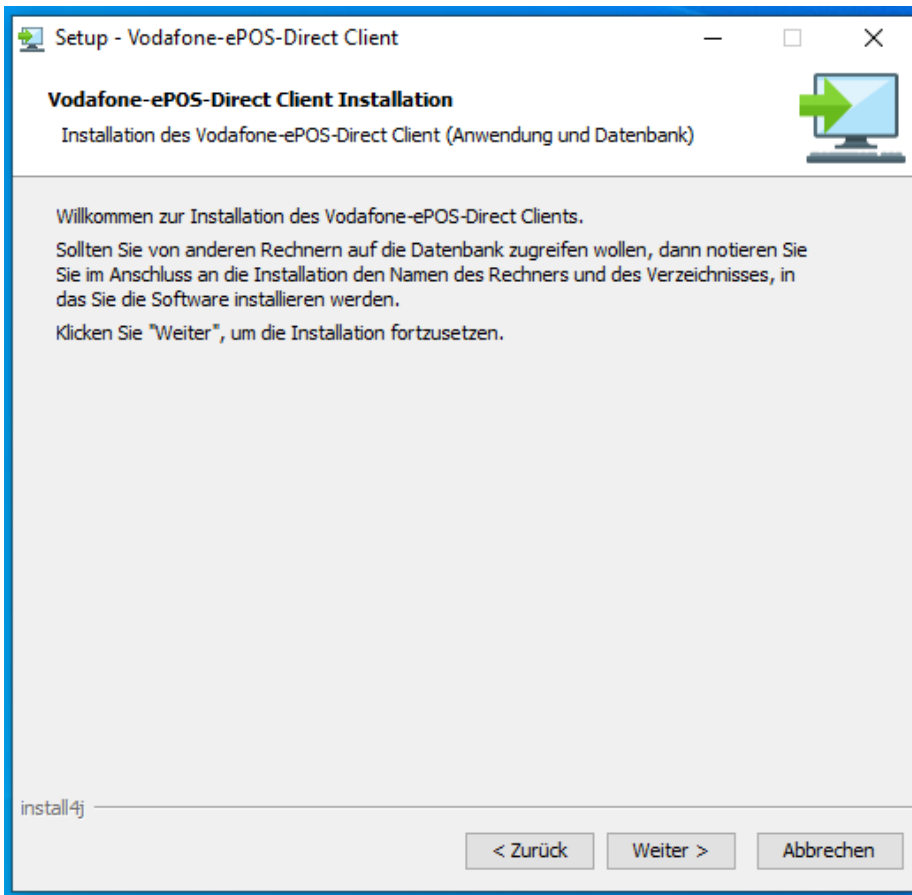 Setup - Vodafone-ePOS-Direct Client
Vodafone-ePOS-Direct Client Installation
Installation des Vodafone-ePOS-Direct Client (Anwendung und Datenbank)
Willkommen zur Installation des Vodafone-ePOS-Direct Clients.
Sollten Sie von anderen Rechnern auf die Datenbank zugreifen wollen, dann notieren Sie
Sie im Anschluss an die Installation den Namen des Rechners und des Verzeichnisses, in
das Sie die Software installieren werden.
Klicken Sie "Weiter", um die Installation fortzusetzen.
install4j
< Zurück Weiter > Abbrechen